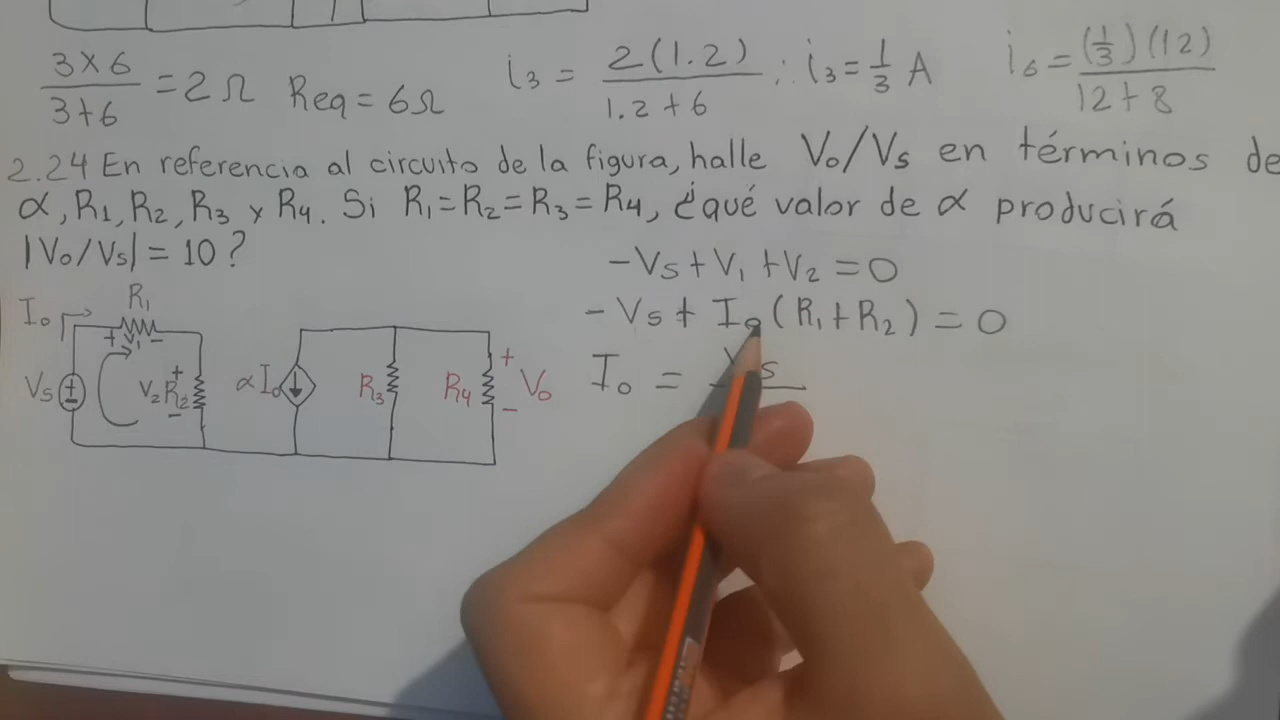 3×6 / 3+6 = 2Ω Req = 6Ω i3 = 2(1.2) / 1.2+6 ∴ i3 = 1/3 A i6 = (1/3)(12) / 12+8
2.24 En referencia al circuito de la figura, halle Vo/Vs en términos de
α, R1, R2, R3 y R4. Si R1=R2=R3=R4, ¿qué valor de α producirá
|Vo/Vs| = 10?
-Vs+V1+V2=0
-Vs+Io(R1+R2)=0
Io = Vs
Io R1
+ V1 -
Vs + - V2 + - R2 αIo R3 R4 + - Vo